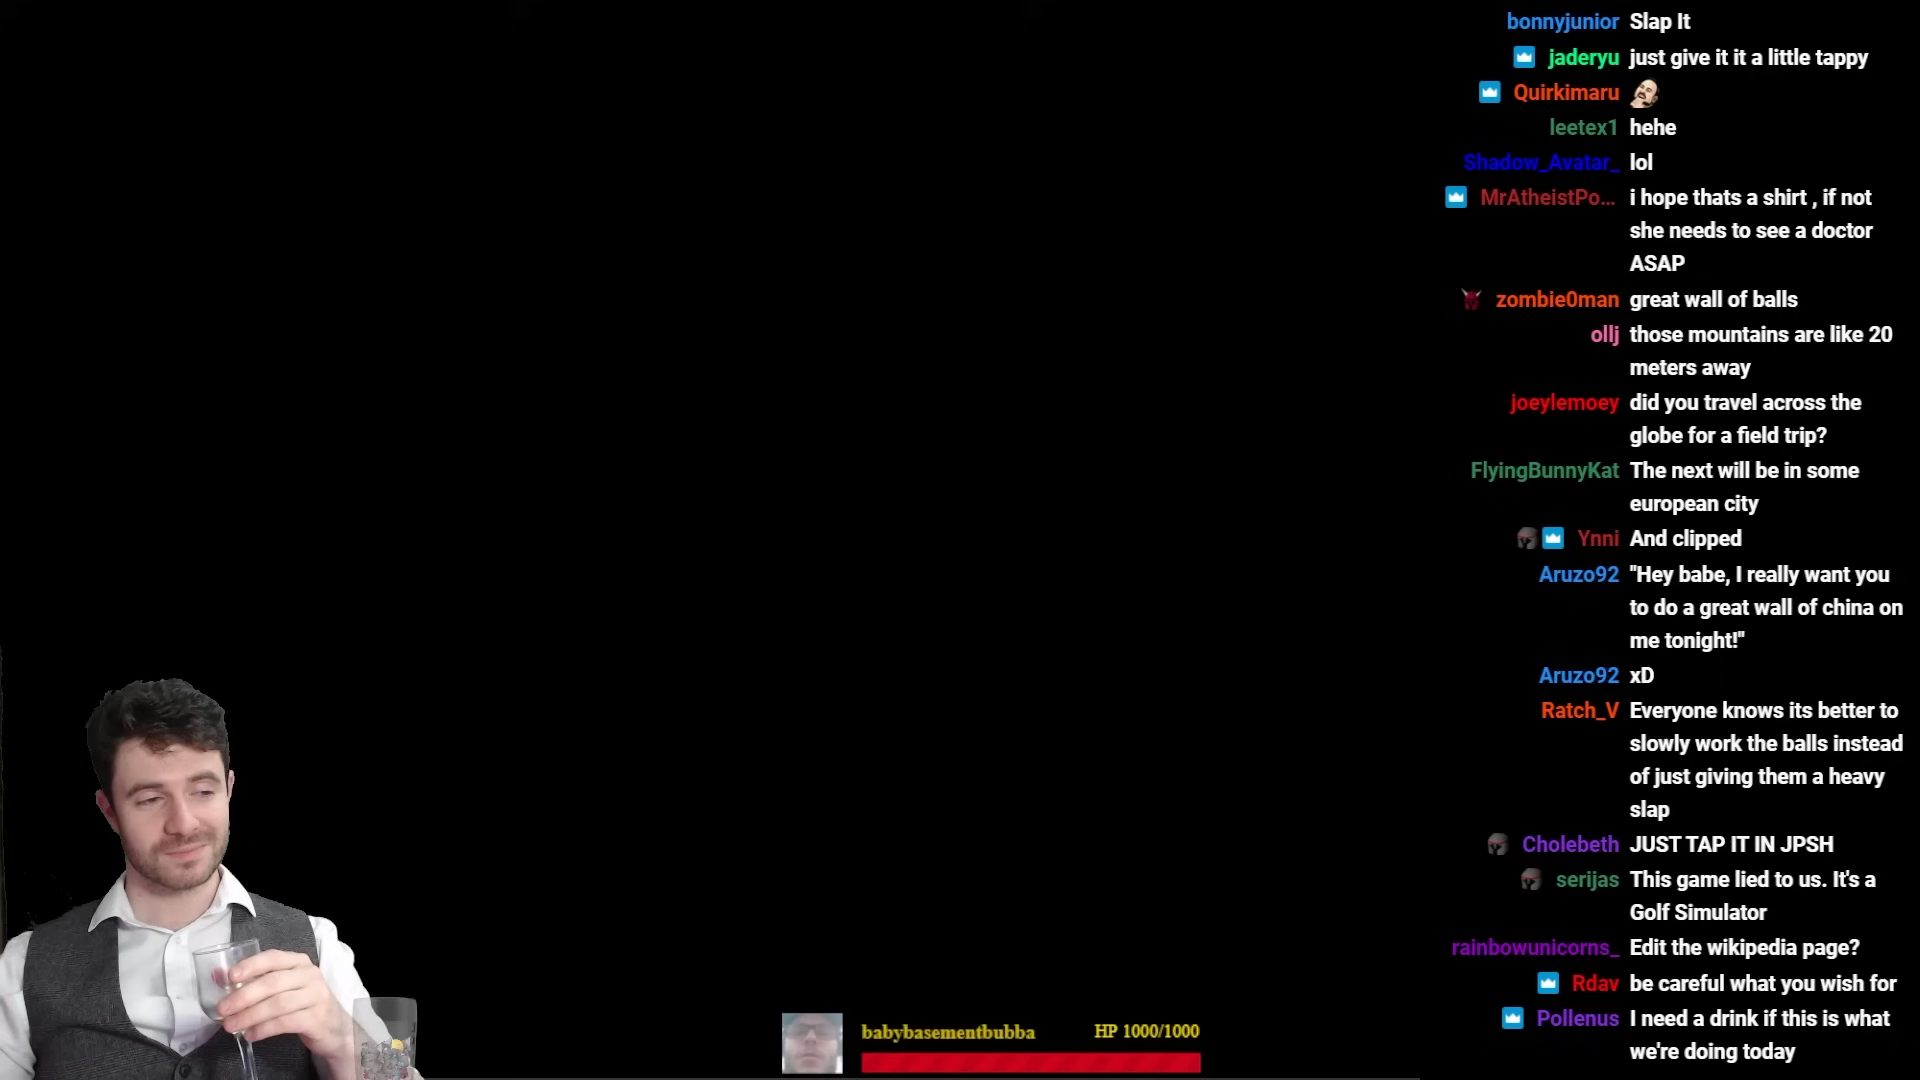 bonnyjunior Slap It
jaderyu just give it it a little tappy
Quirkimaru
leetex1 hehe
Shadow_Avatar_ lol
MrAtheistPo... i hope thats a shirt , if not
she needs to see a doctor
ASAP
zombie0man great wall of balls
ollj those mountains are like 20
meters away
joeylemoey did you travel across the
globe for a field trip?
FlyingBunnyKat The next will be in some
european city
Ynni And clipped
Aruzo92 "Hey babe, I really want you
to do a great wall of china on
me tonight!"
Aruzo92 xD
Ratch_V Everyone knows its better to
slowly work the balls instead
of just giving them a heavy
slap
Cholebeth JUST TAP IT IN JPSH
serijas This game lied to us. It's a
Golf Simulator
rainbowunicorns_ Edit the wikipedia page?
Rdav be careful what you wish for
Pollenus I need a drink if this is what
we're doing today
babybasementbubba HP 1000/1000